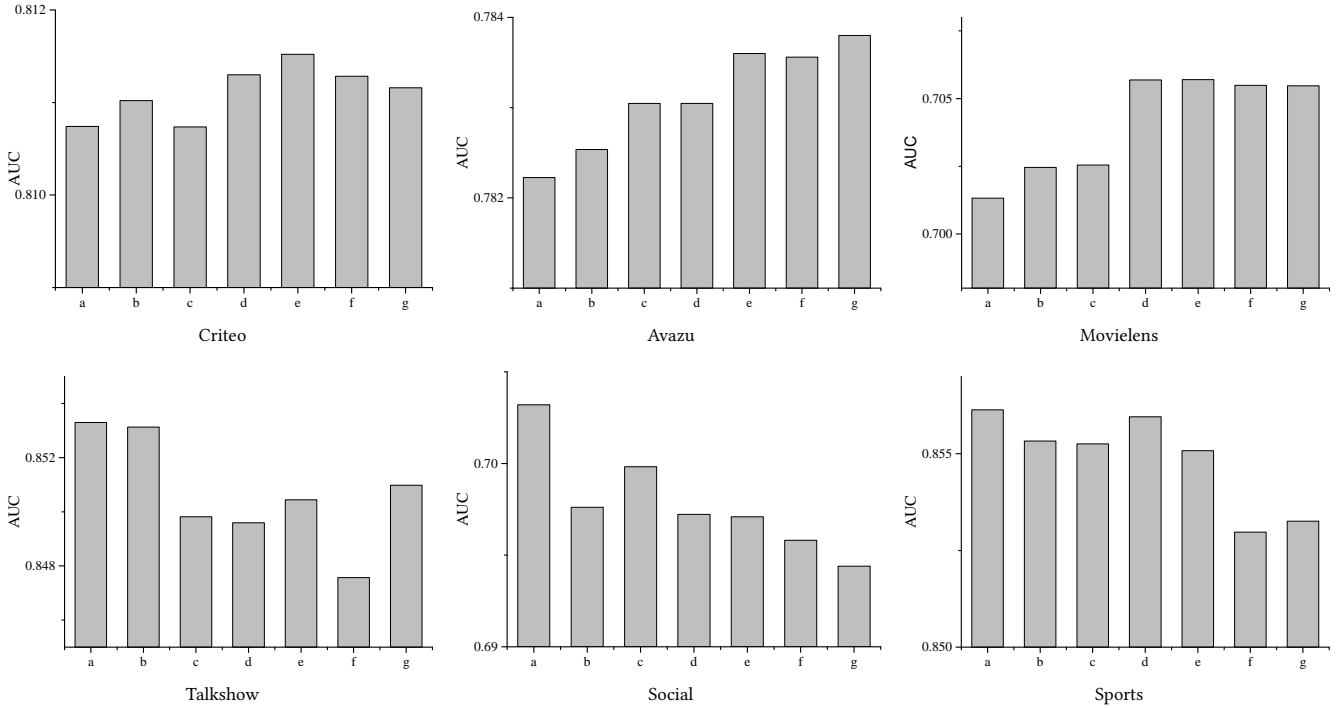 0.812
0.810
AUC
a b c d e f g
Criteo
0.784
0.782
AUC
a b c d e f g
Avazu
0.705
0.700
AUC
a b c d e f g
Movielens
0.852
0.848
AUC
a b c d e f g
Talkshow
0.70
0.69
AUC
a b c d e f g
Social
0.855
0.850
AUC
a b c d e f g
Sports